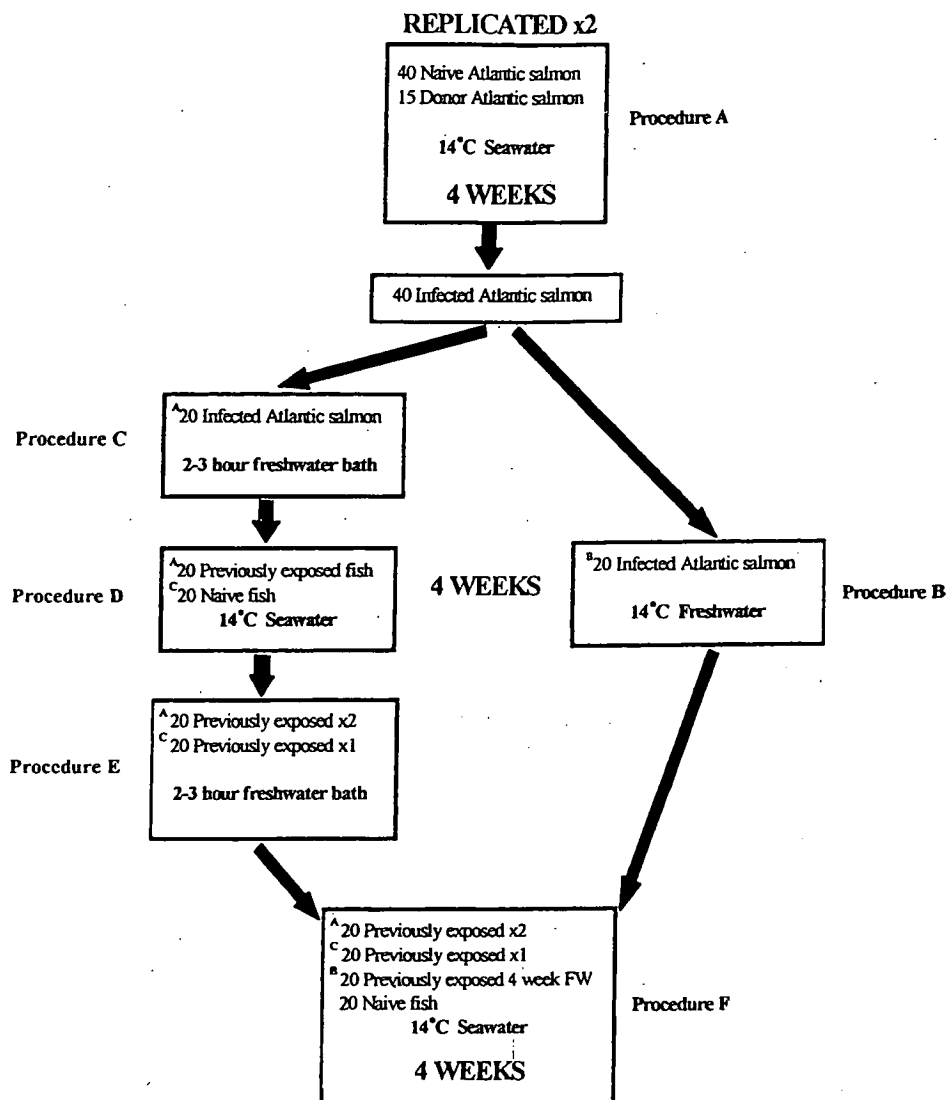 REPLICATED x2
40 Naive Atlantic salmon
15 Donor Atlantic salmon
14°C Seawater
4 WEEKS
Procedure A
40 Infected Atlantic salmon
Procedure C
A20 Infected Atlantic salmon
2-3 hour freshwater bath
Procedure D
A20 Previously exposed fish
C20 Naive fish
14°C Seawater
4 WEEKS
B20 Infected Atlantic salmon
14°C Freshwater
Procedure B
Procedure E
A20 Previously exposed x2
C20 Previously exposed x1
2-3 hour freshwater bath
A20 Previously exposed x2
C20 Previously exposed x1
B20 Previously exposed 4 week FW
20 Naive fish
14°C Seawater
4 WEEKS
Procedure F